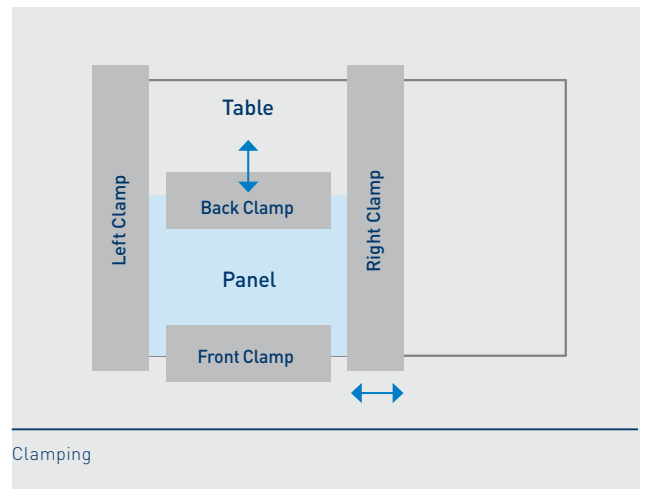 Table
Left Clamp
Back Clamp
Right Clamp
Panel
Front Clamp
Clamping